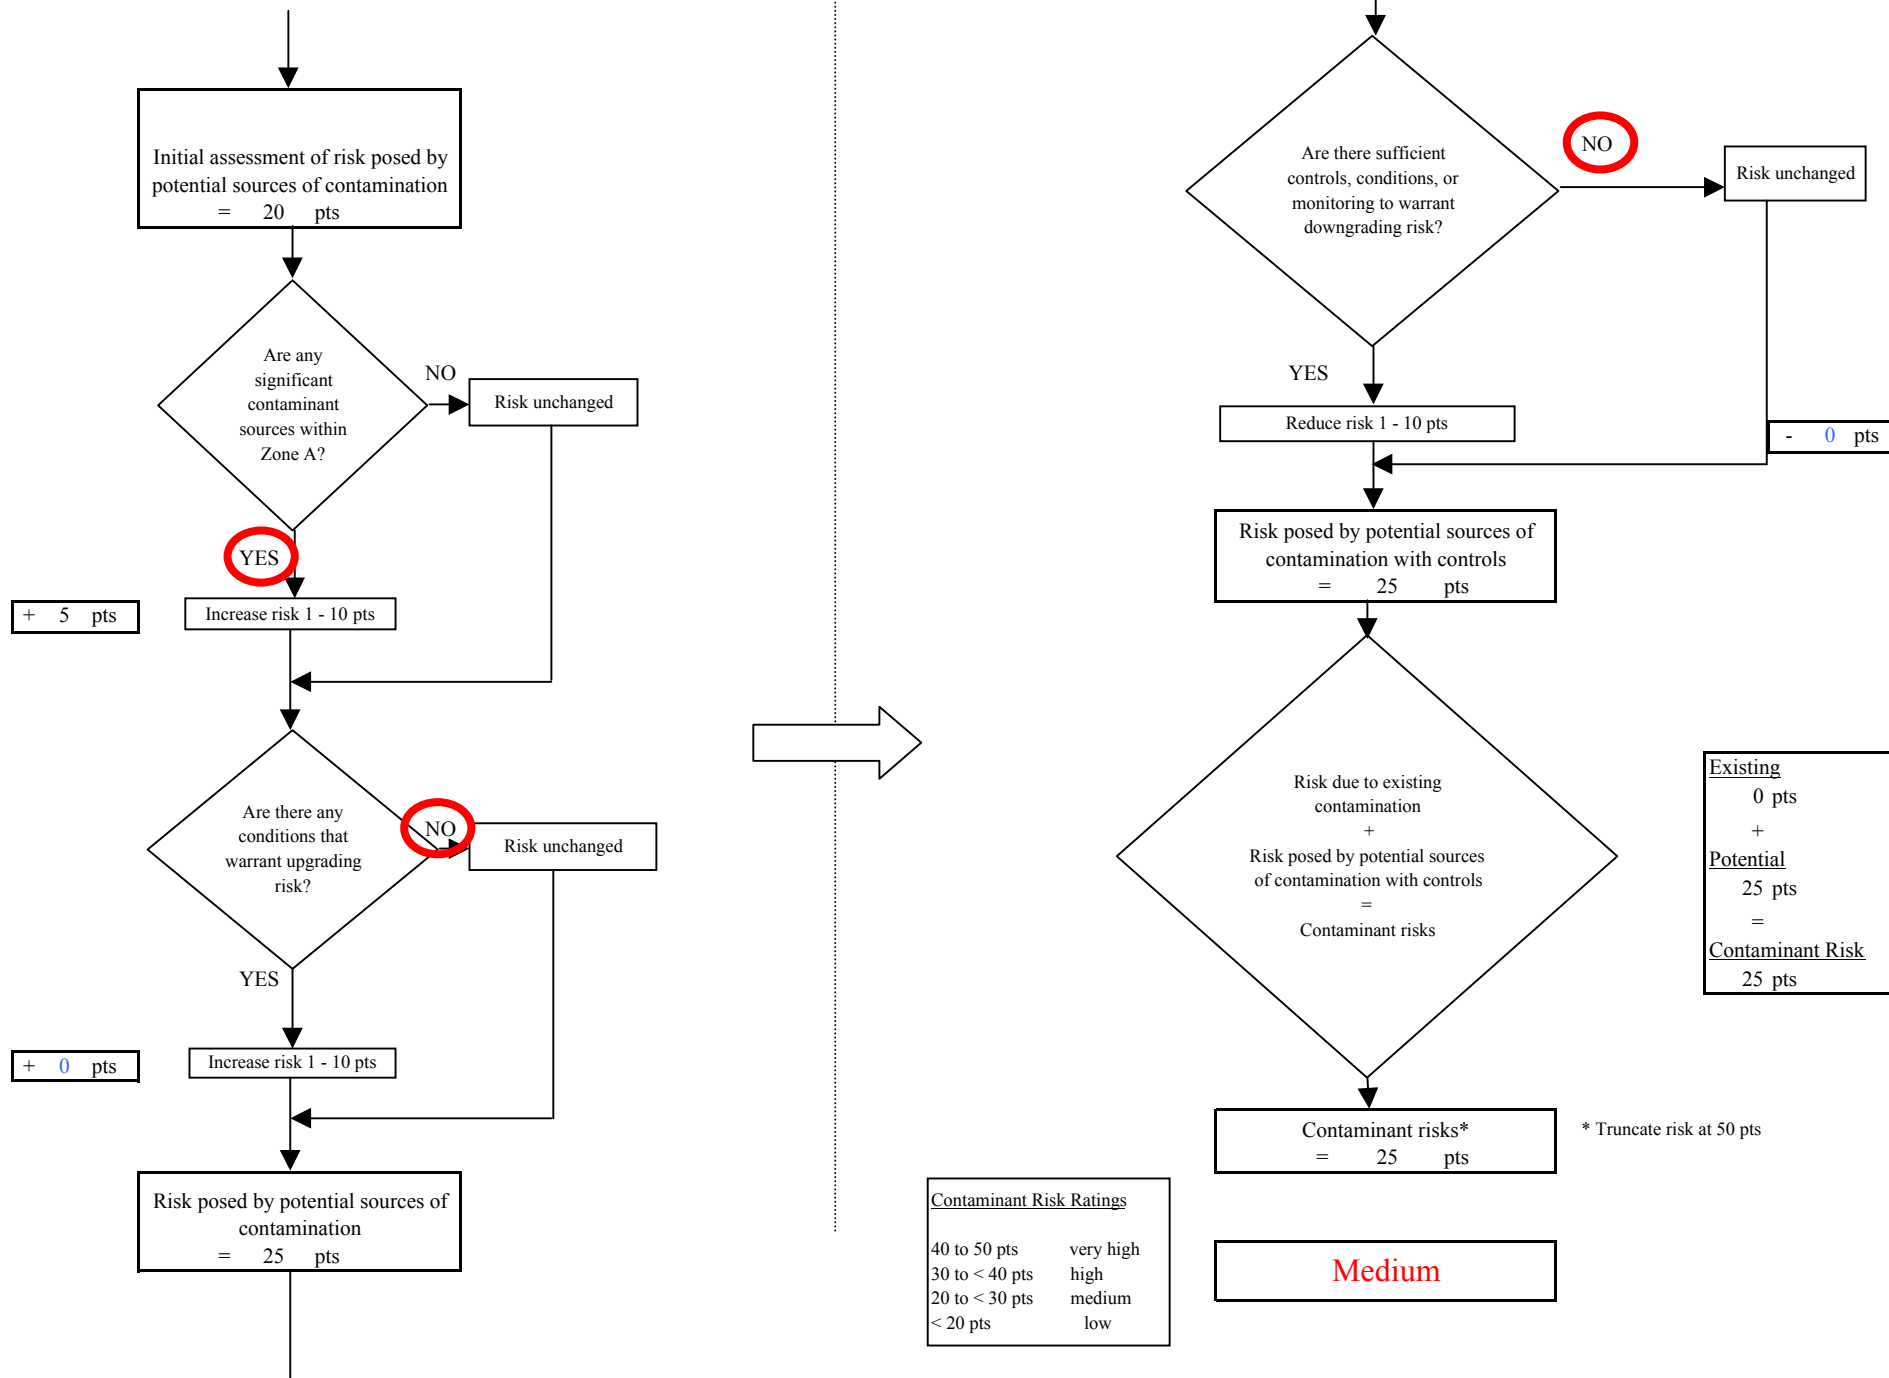 Initial assessment of risk posed by
potential sources of contamination
= 20 pts
Are any
significant
contaminant
sources within
Zone A?
NO
Risk unchanged
YES
+ 5 pts
Increase risk 1 - 10 pts
Are there any
conditions that
warrant upgrading
risk?
NO
Risk unchanged
YES
+ 0 pts
Increase risk 1 - 10 pts
Risk posed by potential sources of
contamination
= 25 pts
Are there sufficient
controls, conditions, or
monitoring to warrant
downgrading risk?
NO
Risk unchanged
YES
Reduce risk 1 - 10 pts
- 0 pts
Risk posed by potential sources of
contamination with controls
= 25 pts
Risk due to existing
contamination
+
Risk posed by potential sources
of contamination with controls
=
Contaminant risks
Existing
0 pts
+
Potential
25 pts
=
Contaminant Risk
25 pts
Contaminant risks*
= 25 pts
* Truncate risk at 50 pts
Contaminant Risk Ratings
40 to 50 pts very high
30 to < 40 pts high
20 to < 30 pts medium
< 20 pts low
Medium